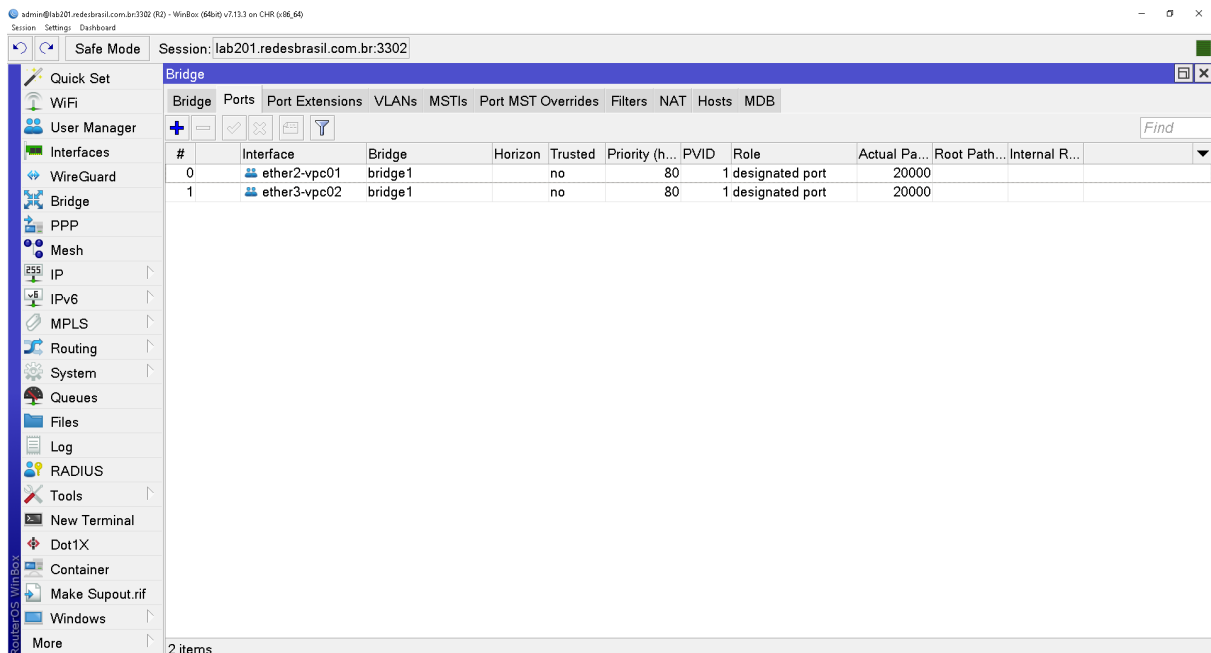 admin@lab201.redesbrasil.com.br:3302 (R2) - WinBox (64bit) v7.13.3 on CHR (x86_64)
Session Settings Dashboard
Safe Mode Session: lab201.redesbrasil.com.br:3302
Quick Set
WiFi
User Manager
Interfaces
WireGuard
Bridge
PPP
Mesh
255 IP
v6 IPv6
MPLS
Routing
System
Queues
Files
Log
RADIUS
Tools
New Terminal
Dot1X
Container
Make Supout.rif
Windows
More
RouterOS WinBox
Bridge
Bridge Ports Port Extensions VLANs MSTIs Port MST Overrides Filters NAT Hosts MDB
Find
# Interface Bridge Horizon Trusted Priority (h... PVID Role Actual Pa... Root Path... Internal R...
0 ether2-vpc01 bridge1 no 80 1 designated port 20000
1 ether3-vpc02 bridge1 no 80 1 designated port 20000
2 items